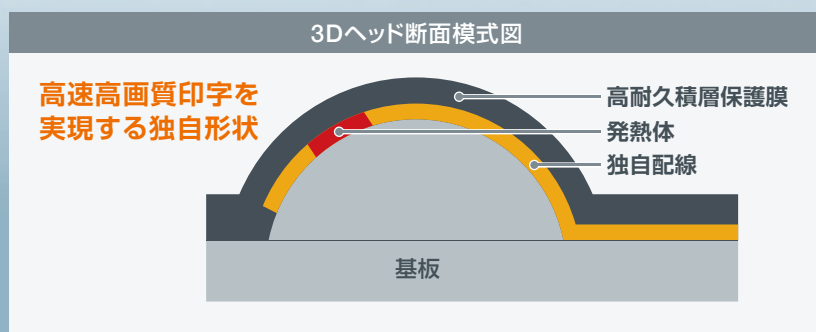 3Dヘッド断面模式図
高速高画質印字を
実現する独自形状
高耐久積層保護膜
発熱体
独自配線
基板